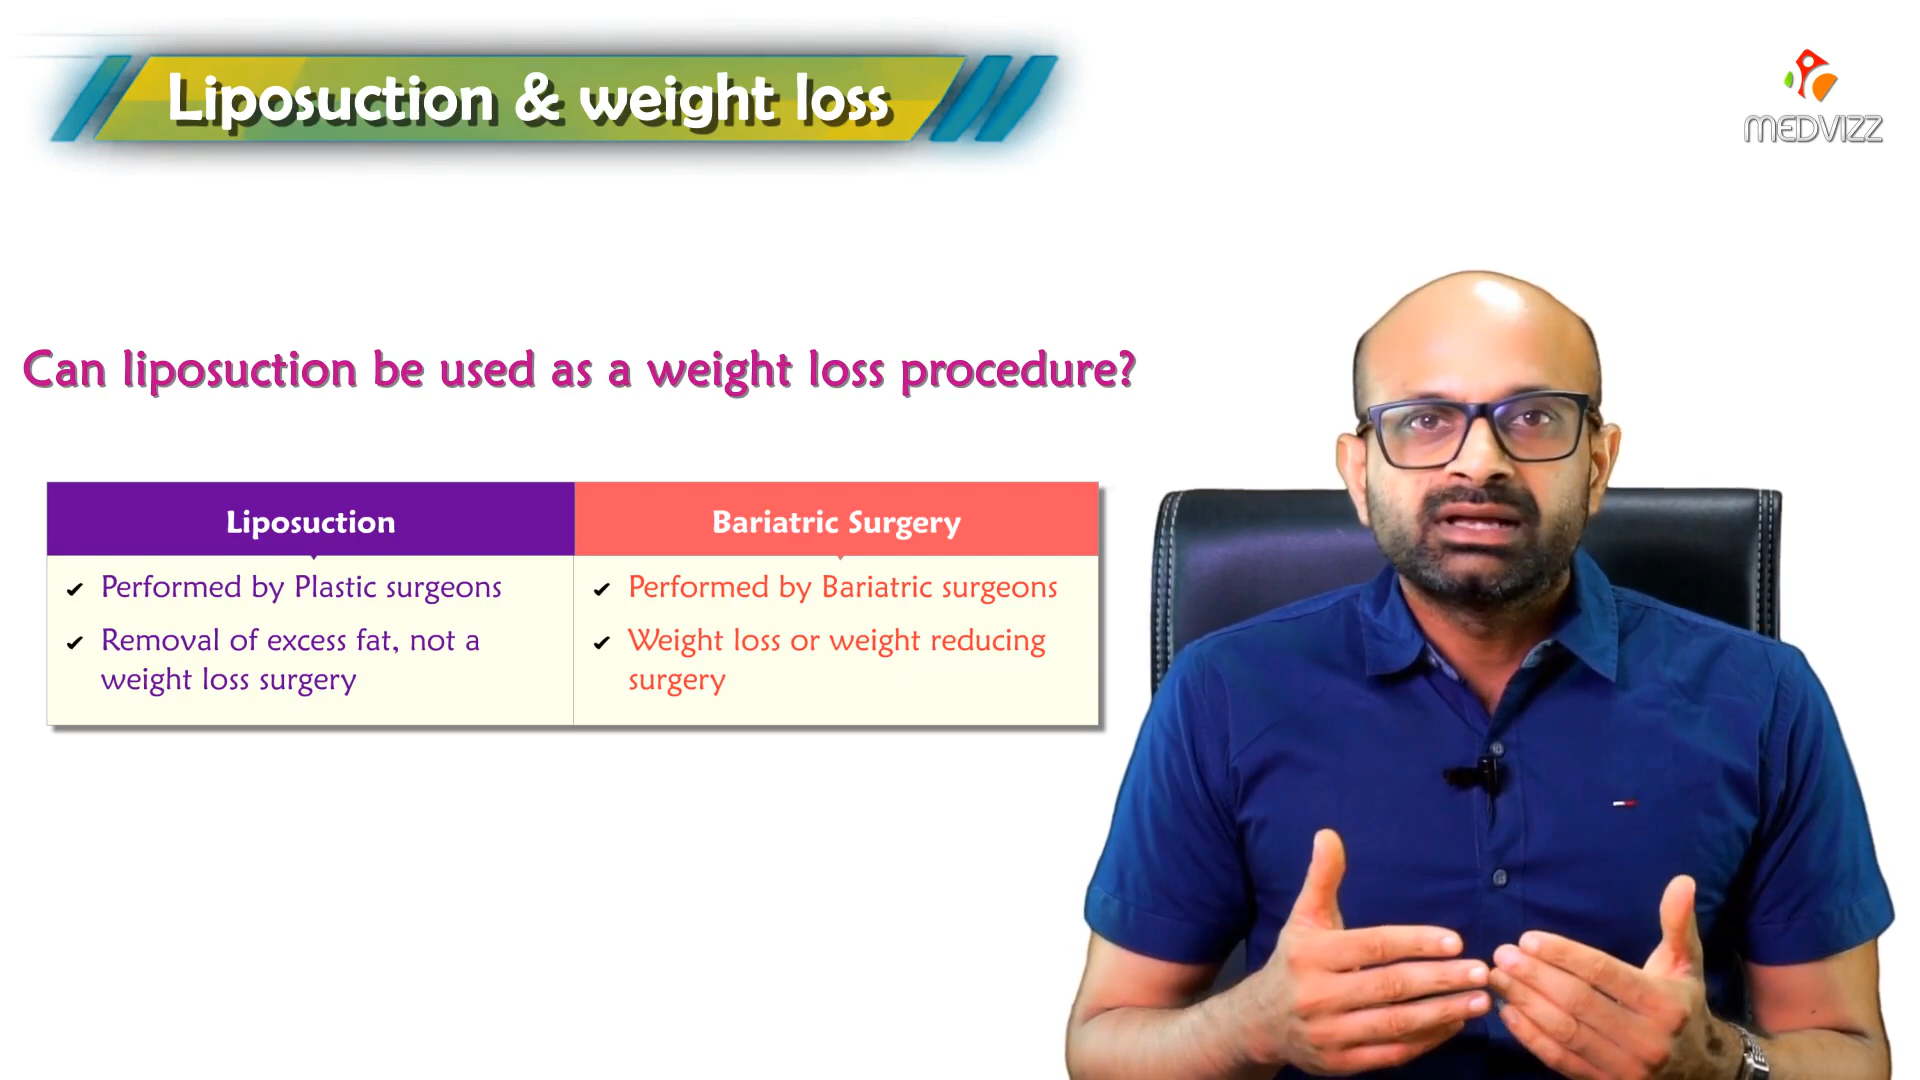 Liposuction & weight loss
MEDVIZZ
Can liposuction be used as a weight loss procedure?
Liposuction
Bariatric Surgery
✔ Performed by Plastic surgeons
✔ Removal of excess fat, not a
weight loss surgery
✔ Performed by Bariatric surgeons
✔ Weight loss or weight reducing
surgery